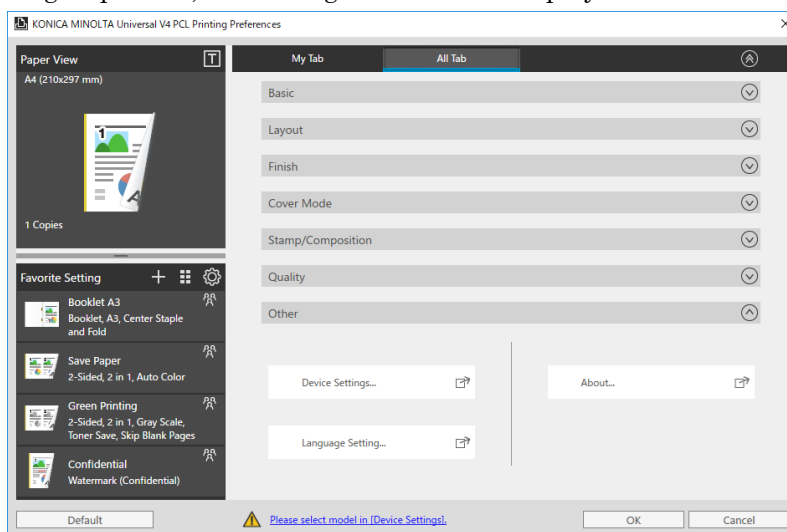 KONICA MINOLTA Universal V4 PCL Printing Preferences
Paper View
T
A4 (210x297 mm)
1
A
1 Copies
Favorite Setting
Booklet A3
Booklet, A3, Center Staple
and Fold
Save Paper
2-Sided, 2 in 1, Auto Color
Green Printing
2-Sided, 2 in 1, Gray Scale,
Toner Save, Skip Blank Pages
Confidential
Watermark (Confidential)
Default
My Tab
All Tab
Basic
Layout
Finish
Cover Mode
Stamp/Composition
Quality
Other
Device Settings...
About...
Language Setting...
Please select model in [Device Settings].
OK
Cancel